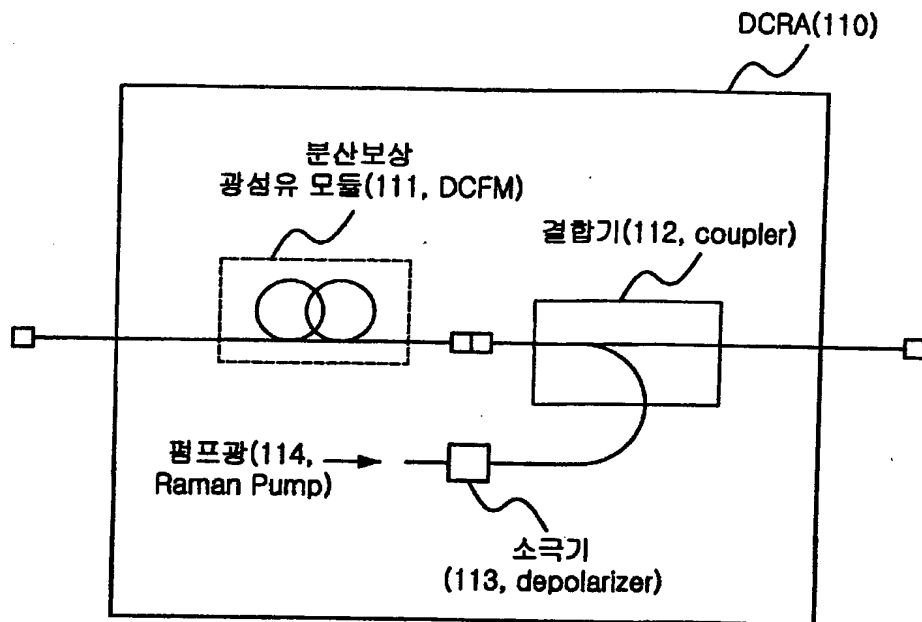 DCRA(110)
분산보상
광섬유 모듈(111, DCFM)
결합기(112, coupler)
펌프광(114,
Raman Pump)
소극기
(113, depolarizer)